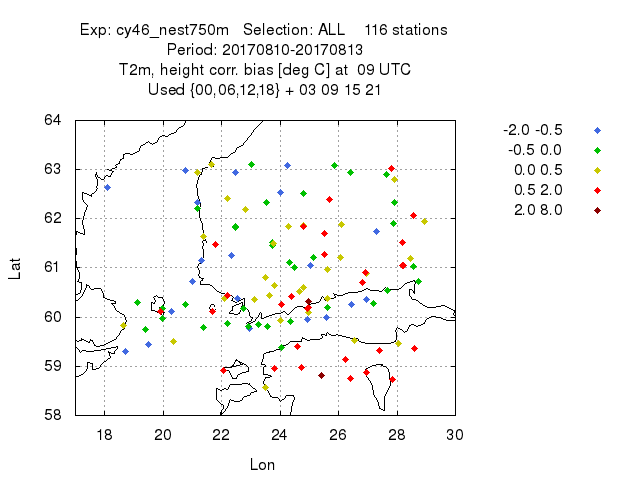 Exp: cy46_nest750m   Selection: ALL    116 stations
Period: 20170810-20170813
T2m, height corr. bias [deg C] at  09 UTC
Used {00,06,12,18} + 03 09 15 21
64
63
62
61
60
59
58
Lat
18 20 22 24 26 28 30
Lon
-2.0 -0.5
-0.5 0.0
0.0 0.5
0.5 2.0
2.0 8.0